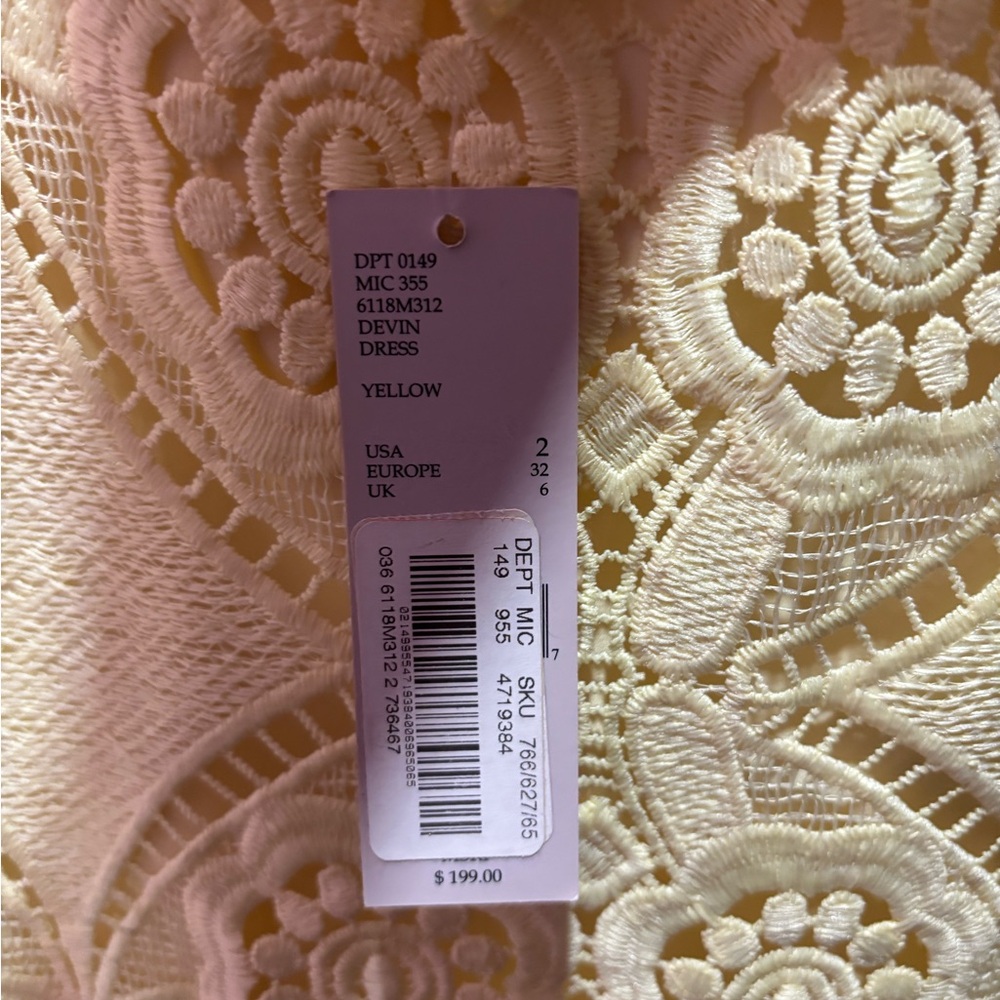 DPT 0149
MIC 355
6118M312
DEVIN
DRESS
YELLOW
USA 2
EUROPE 32
UK 6
DEPT MIC SKU 766/627/65
149 955 4719384
036 6118M312 2 736467
7
$ 199.00